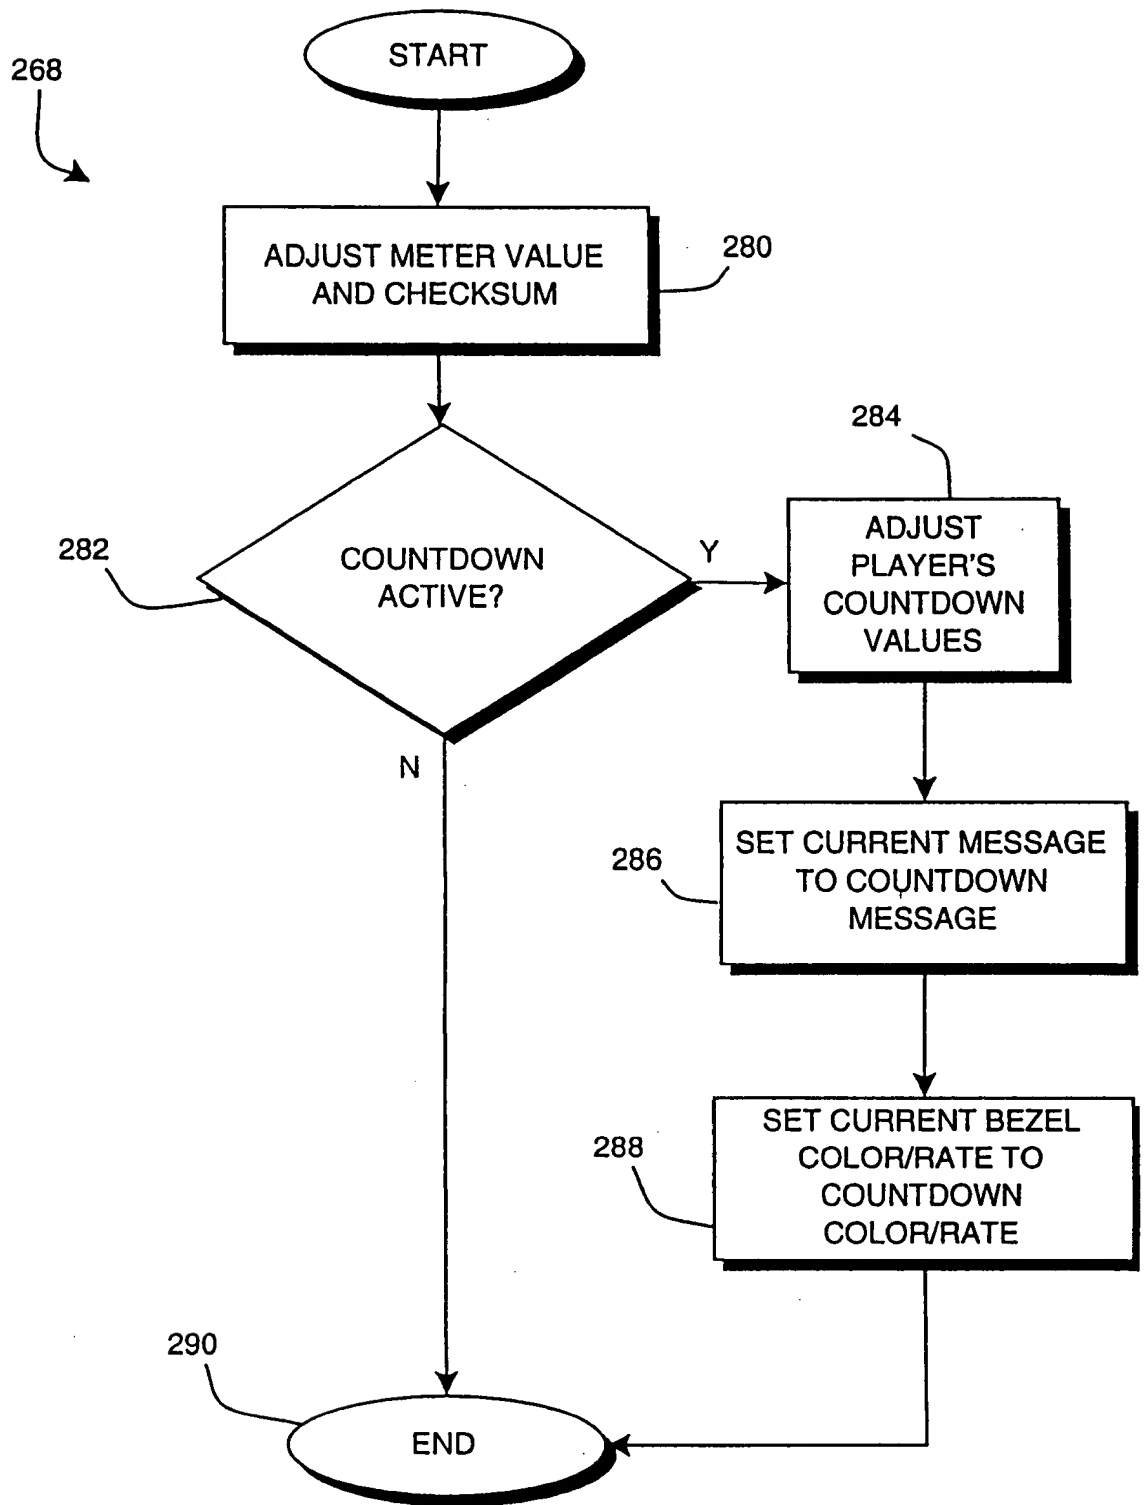 START
268
ADJUST METER VALUE
AND CHECKSUM
280
284
ADJUST
PLAYER'S
COUNTDOWN
VALUES
282
COUNTDOWN
ACTIVE?
Y
N
286
SET CURRENT MESSAGE
TO COUNTDOWN
MESSAGE
288
SET CURRENT BEZEL
COLOR/RATE TO
COUNTDOWN
COLOR/RATE
290
END